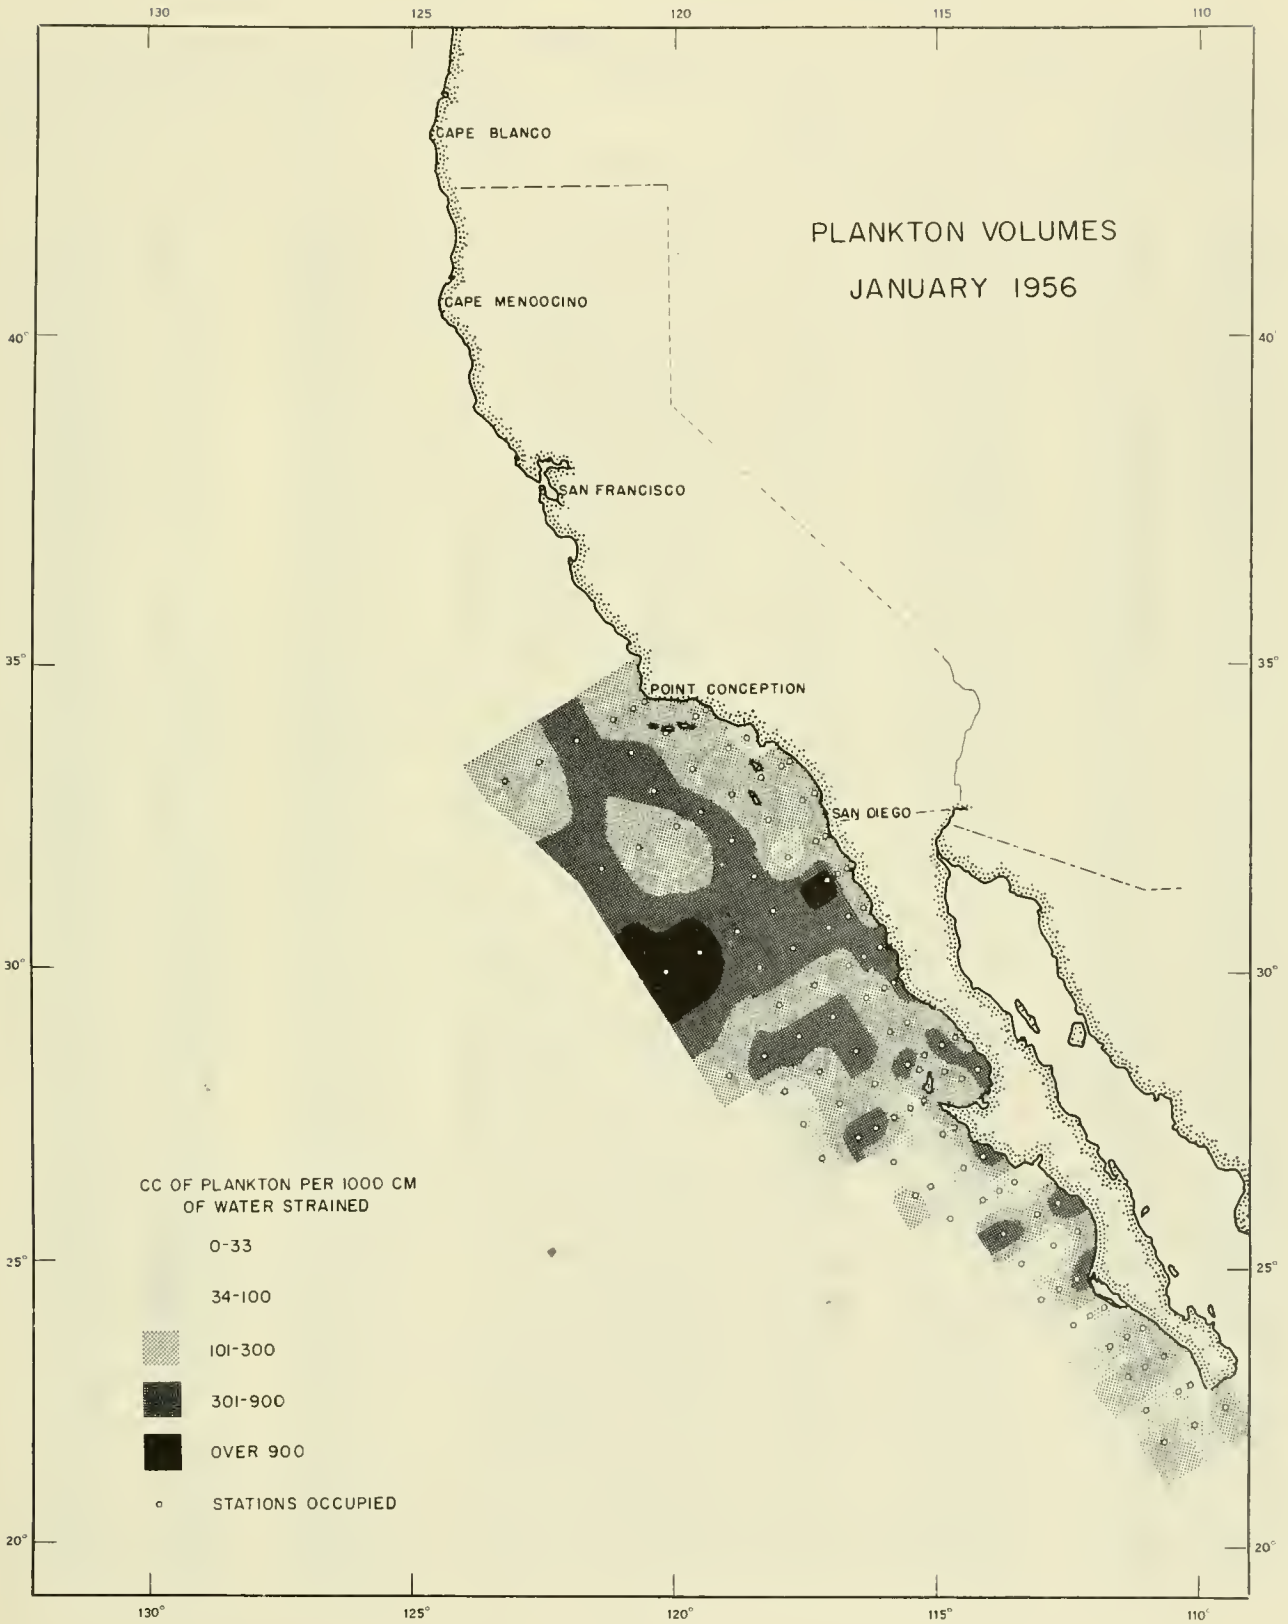 130 125 120 115 110
CAPE BLANCO
PLANKTON VOLUMES
JANUARY 1956
CAPE MENDOCINO
40° 40°
SAN FRANCISCO
35° 35°
POINT CONCEPTION
SAN DIEGO
30° 30°
CC OF PLANKTON PER 1000 CM
OF WATER STRAINED
0-33
25° 25°
34-100
101-300
301-900
OVER 900
STATIONS OCCUPIED
20° 20°
130° 125° 120° 115° 110°